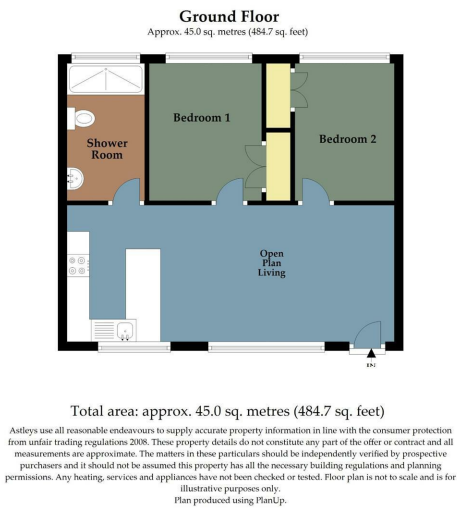 Ground Floor
Approx. 45.0 sq. metres (484.7 sq. feet)
Bedroom 1
Shower
Room
Bedroom 2
Open
Plan
Living
IN
Total area: approx. 45.0 sq. metres (484.7 sq. feet)
Astleys use all reasonable endeavours to supply accurate property information in line with the consumer protection
from unfair trading regulations 2008. These property details do not constitute any part of the offer or contract and all
measurements are approximate. The matters in these particulars should be independently verified by prospective
purchasers and it should not be assumed this property has all the necessary building regulations and planning
permissions. Any heating, services and appliances have not been checked or tested. Floor plan is not to scale and is for
illustrative purposes only.
Plan produced using PlanUp.